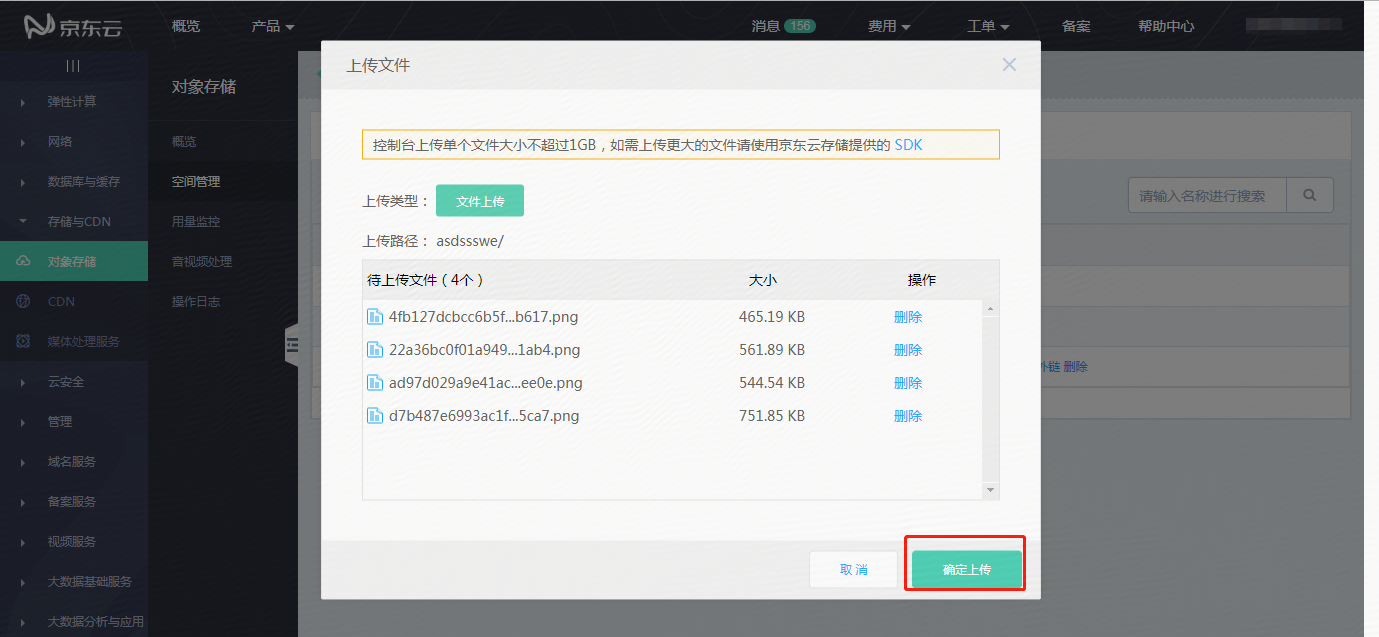 京东云
概览
产品
消息 156
费用
工单
备案
帮助中心
弹性计算
网络
数据库与缓存
存储与CDN
对象存储
CDN
媒体处理服务
云安全
管理
域名服务
备案服务
视频服务
大数据基础服务
大数据分析与应用
对象存储
概览
空间管理
用量监控
音视频处理
操作日志
请输入名称进行搜索
外链 删除
上传文件
控制台上传单个文件大小不超过1GB，如需上传更大的文件请使用京东云存储提供的 SDK
上传类型： 文件上传
上传路径： asdssswe/
待上传文件（4个） 大小 操作
4fb127dcbcc6b5f...b617.png 465.19 KB 删除
22a36bc0f01a949...1ab4.png 561.89 KB 删除
ad97d029a9e41ac...ee0e.png 544.54 KB 删除
d7b487e6993ac1f...5ca7.png 751.85 KB 删除
取消 确定上传